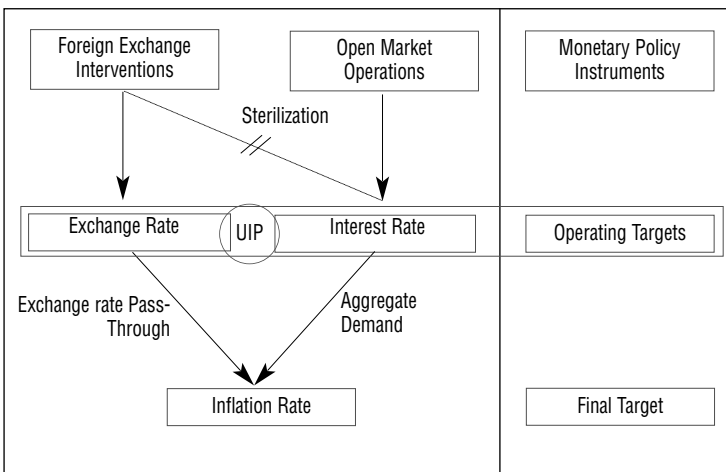 Foreign Exchange
Interventions
Open Market
Operations
Monetary Policy
Instruments
Sterilization
Exchange Rate
UIP
Interest Rate
Operating Targets
Exchange rate Pass-
Through
Aggregate
Demand
Inflation Rate
Final Target